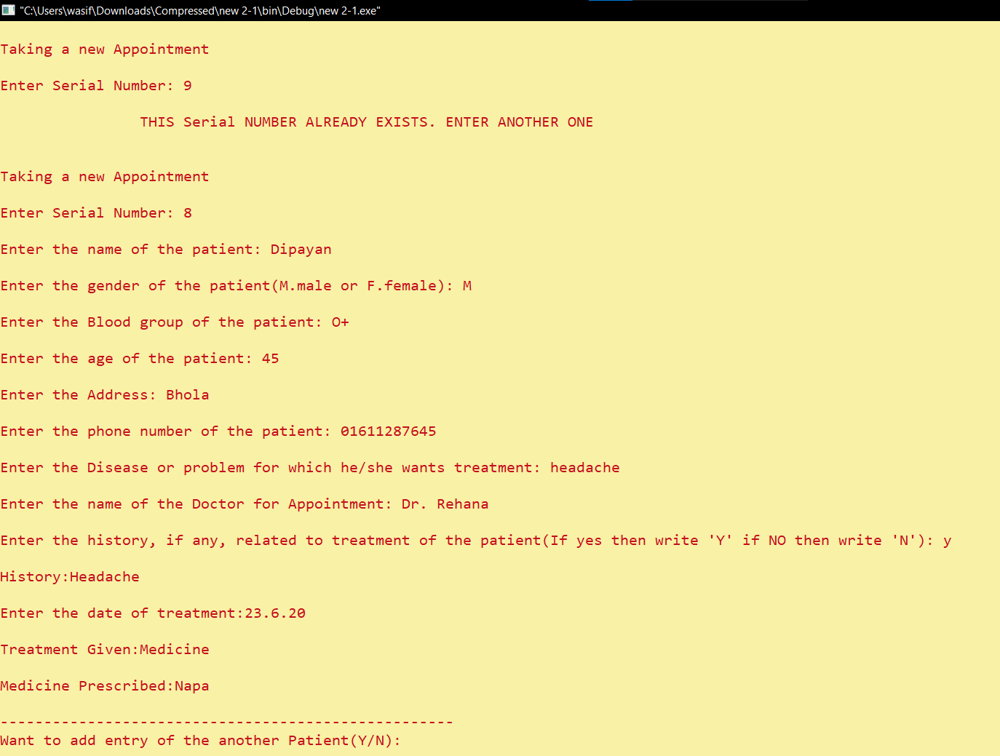 "C:\Users\wasif\Downloads\Compressed\new 2-1\bin\Debug\new 2-1.exe"
Taking a new Appointment
Enter Serial Number: 9
THIS Serial NUMBER ALREADY EXISTS. ENTER ANOTHER ONE
Taking a new Appointment
Enter Serial Number: 8
Enter the name of the patient: Dipayan
Enter the gender of the patient(M.male or F.female): M
Enter the Blood group of the patient: O+
Enter the age of the patient: 45
Enter the Address: Bhola
Enter the phone number of the patient: 01611287645
Enter the Disease or problem for which he/she wants treatment: headache
Enter the name of the Doctor for Appointment: Dr. Rehana
Enter the history, if any, related to treatment of the patient(If yes then write 'Y' if NO then write 'N'): y
History:Headache
Enter the date of treatment:23.6.20
Treatment Given:Medicine
Medicine Prescribed:Napa
----------------------------------------------------
Want to add entry of the another Patient(Y/N):